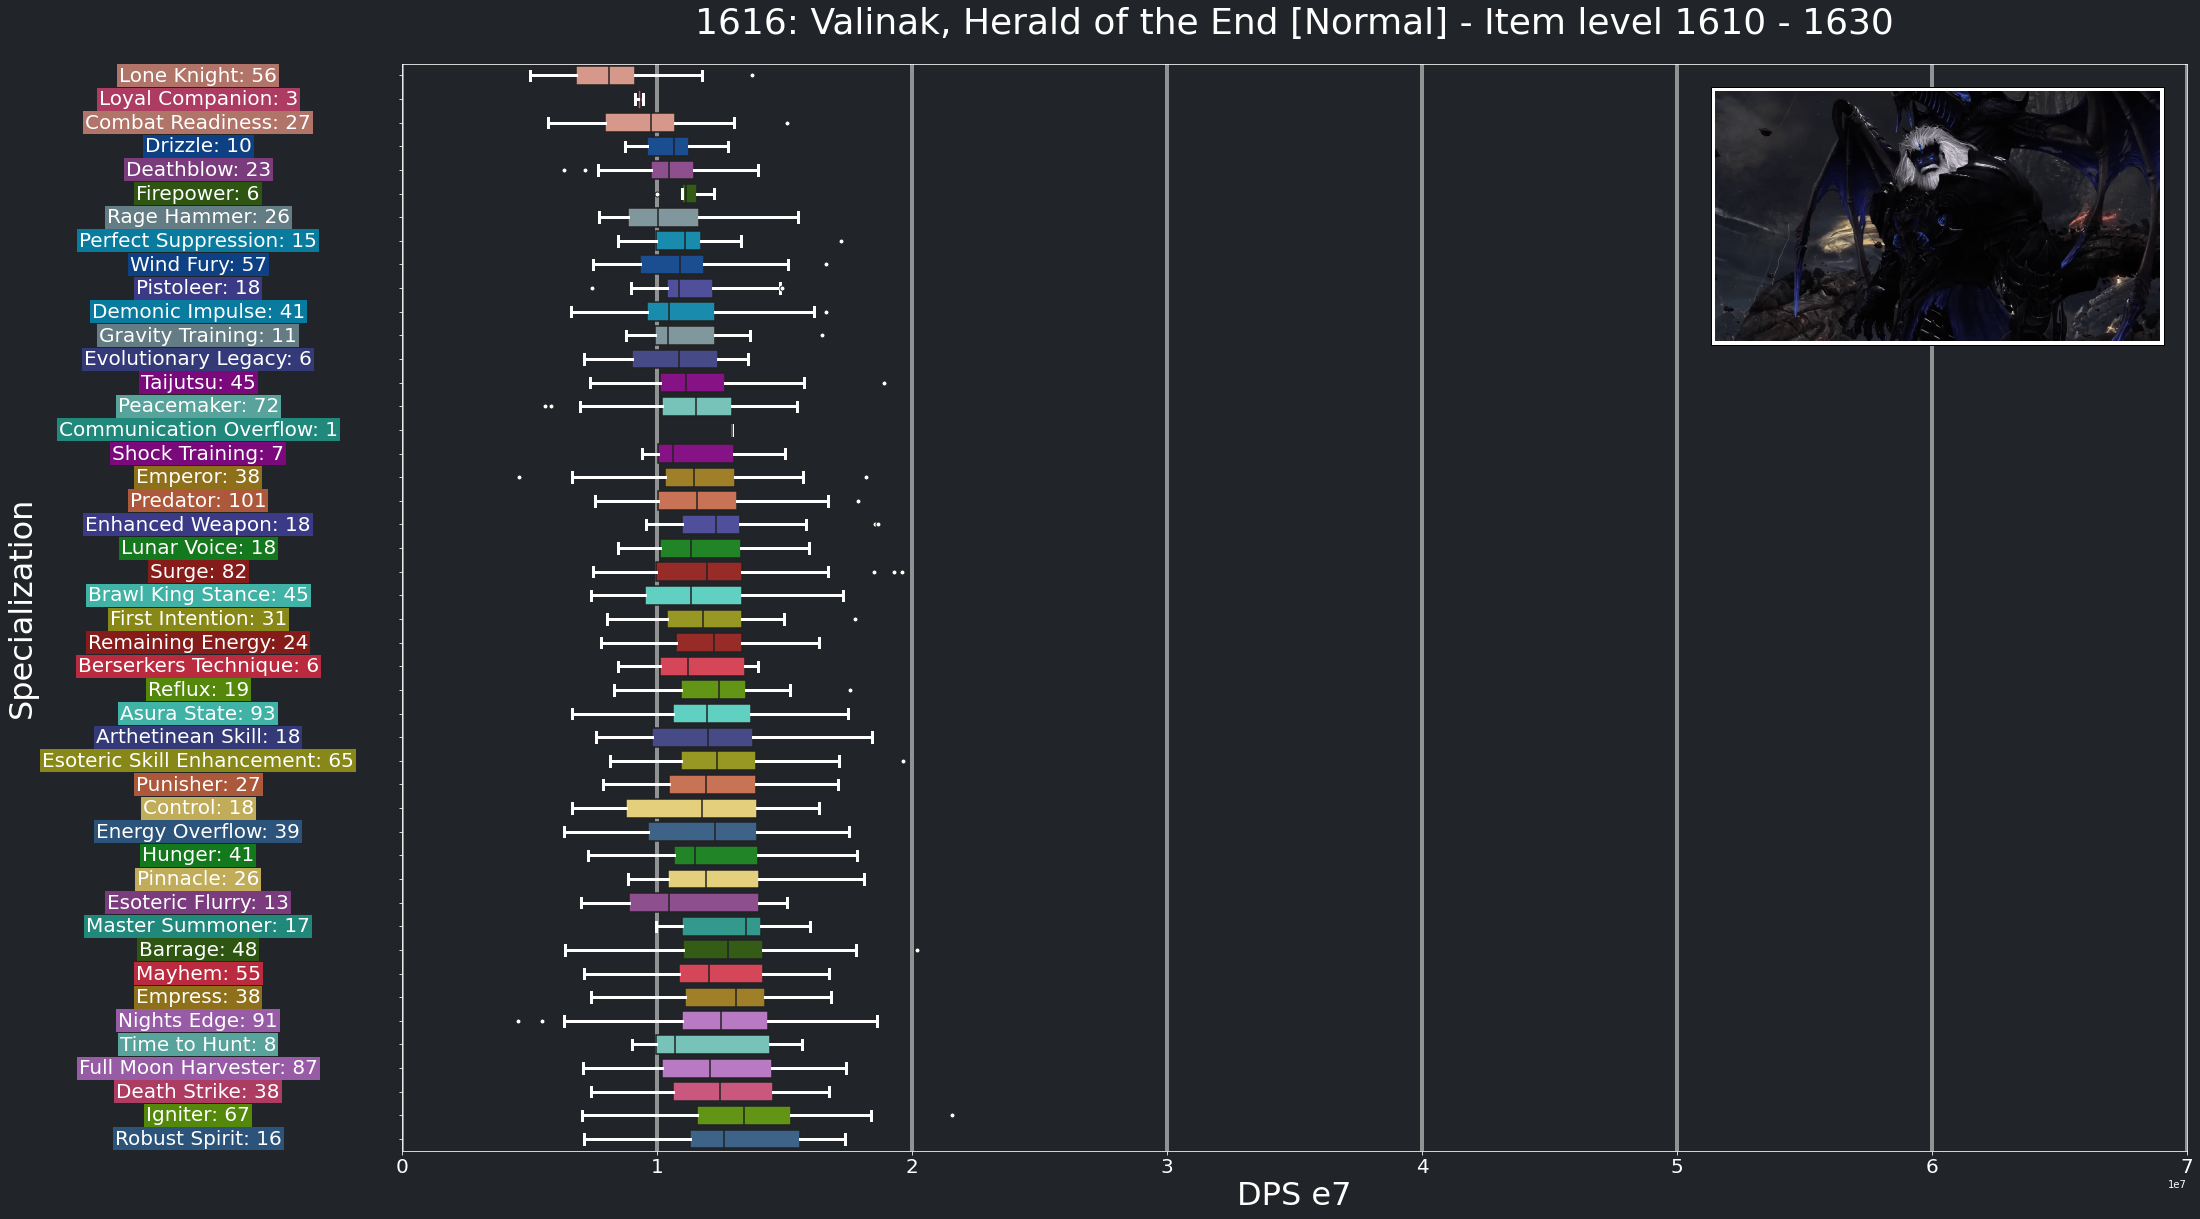 1616: Valinak, Herald of the End [Normal] - Item level 1610 - 1630
Specialization
Lone Knight: 56
Loyal Companion: 3
Combat Readiness: 27
Drizzle: 10
Deathblow: 23
Firepower: 6
Rage Hammer: 26
Perfect Suppression: 15
Wind Fury: 57
Pistoleer: 18
Demonic Impulse: 41
Gravity Training: 11
Evolutionary Legacy: 6
Taijutsu: 45
Peacemaker: 72
Communication Overflow: 1
Shock Training: 7
Emperor: 38
Predator: 101
Enhanced Weapon: 18
Lunar Voice: 18
Surge: 82
Brawl King Stance: 45
First Intention: 31
Remaining Energy: 24
Berserkers Technique: 6
Reflux: 19
Asura State: 93
Arthetinean Skill: 18
Esoteric Skill Enhancement: 65
Punisher: 27
Control: 18
Energy Overflow: 39
Hunger: 41
Pinnacle: 26
Esoteric Flurry: 13
Master Summoner: 17
Barrage: 48
Mayhem: 55
Empress: 38
Nights Edge: 91
Time to Hunt: 8
Full Moon Harvester: 87
Death Strike: 38
Igniter: 67
Robust Spirit: 16
0 1 2 3 4 5 6 7
1e7
DPS e7